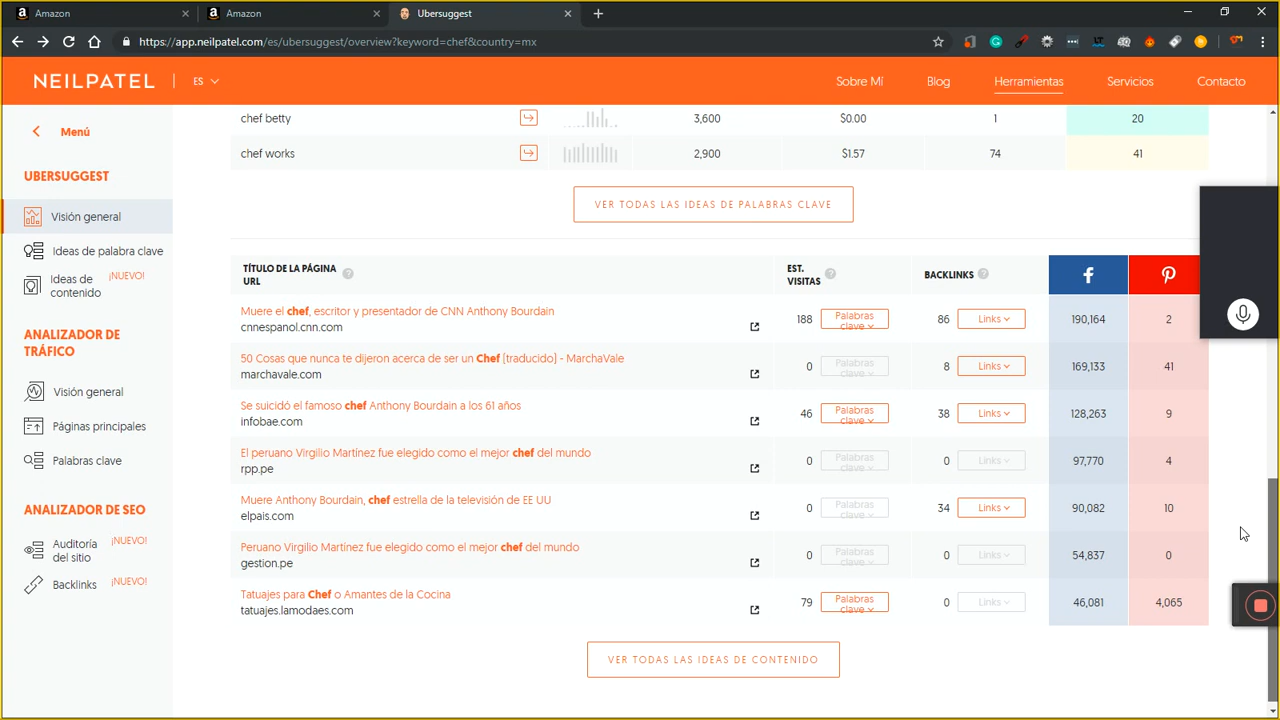 Amazon
Amazon
Ubersuggest
https://app.neilpatel.com/es/ubersuggest/overview?keyword=chef&country=mx
NEILPATEL
ES
Sobre Mí
Blog
Herramientas
Servicios
Contacto
Menú
UBERSUGGEST
Visión general
Ideas de palabra clave
Ideas de contenido
¡NUEVO!
ANALIZADOR DE TRÁFICO
Visión general
Páginas principales
Palabras clave
ANALIZADOR DE SEO
Auditoría del sitio
¡NUEVO!
Backlinks
¡NUEVO!
chef betty 3,600 $0.00 1 20
chef works 2,900 $1.57 74 41
VER TODAS LAS IDEAS DE PALABRAS CLAVE
TÍTULO DE LA PÁGINA
URL
EST. VISITAS
BACKLINKS
Muere el chef, escritor y presentador de CNN Anthony Bourdain
cnnespanol.cnn.com
188 Palabras clave 86 Links 190,164 2
50 Cosas que nunca te dijeron acerca de ser un Chef (traducido) - MarchaVale
marchavale.com
0 Palabras clave 8 Links 169,133 41
Se suicidó el famoso chef Anthony Bourdain a los 61 años
infobae.com
46 Palabras clave 38 Links 128,263 9
El peruano Virgilio Martínez fue elegido como el mejor chef del mundo
rpp.pe
0 Palabras clave 0 Links 97,770 4
Muere Anthony Bourdain, chef estrella de la televisión de EE UU
elpais.com
0 Palabras clave 34 Links 90,082 10
Peruano Virgilio Martínez fue elegido como el mejor chef del mundo
gestion.pe
0 Palabras clave 0 Links 54,837 0
Tatuajes para Chef o Amantes de la Cocina
tatuajes.lamodaes.com
79 Palabras clave 0 Links 46,081 4,065
VER TODAS LAS IDEAS DE CONTENIDO